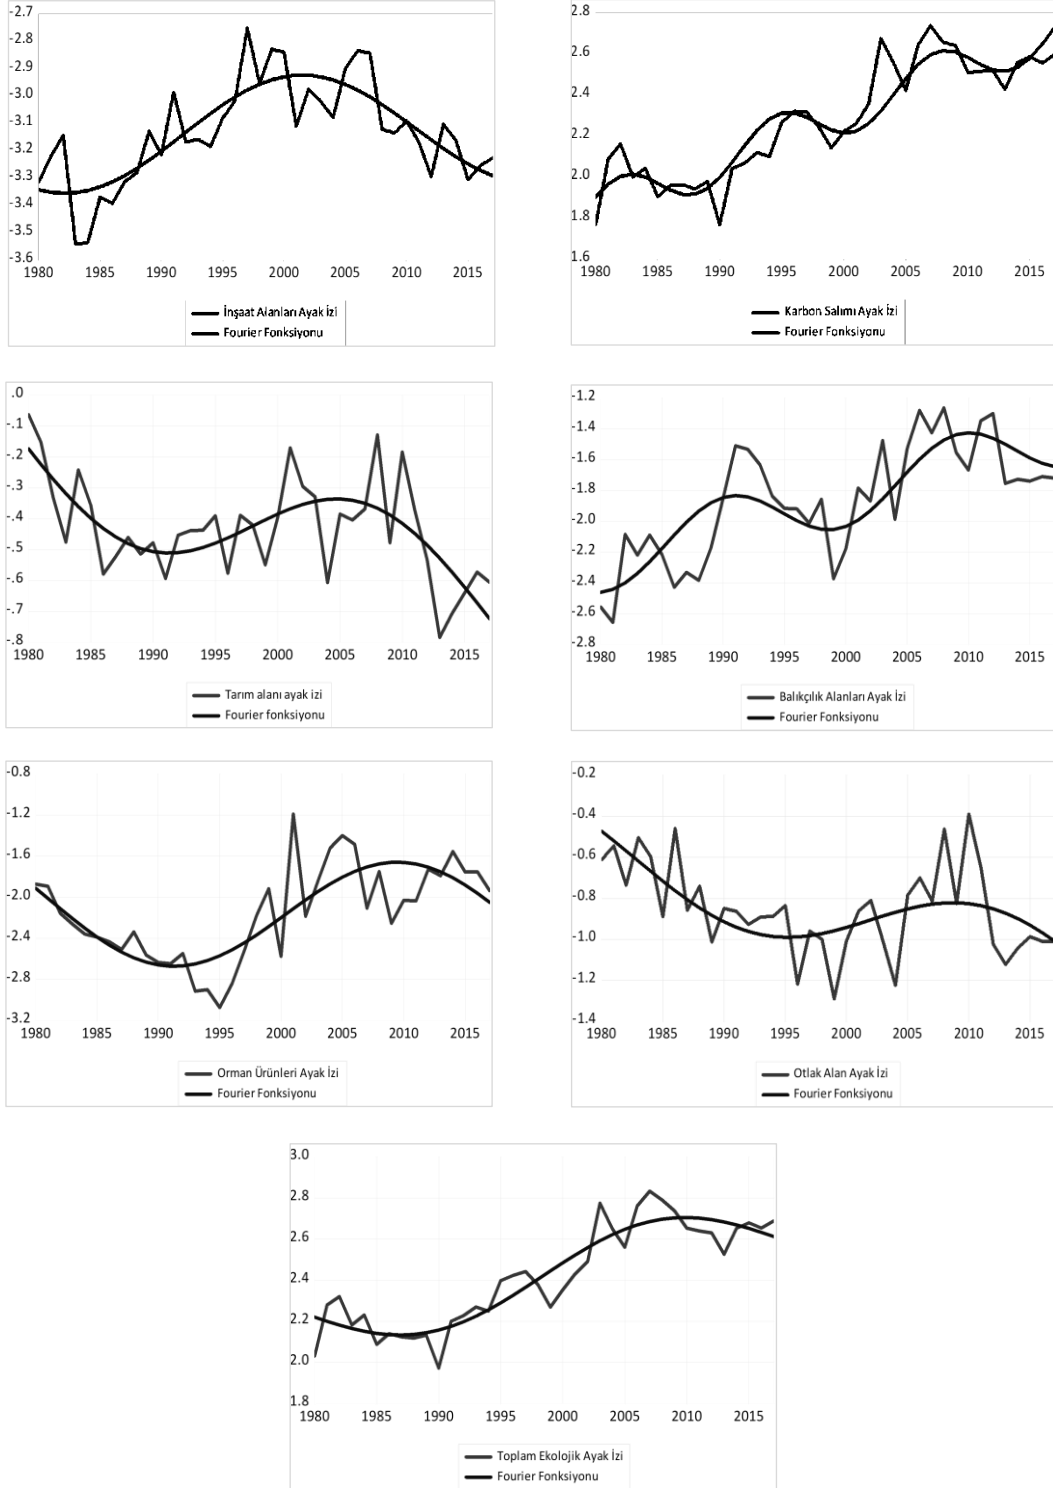 -2.7
-2.8
-2.9
-3.0
-3.1
-3.2
-3.3
-3.4
-3.5
-3.6
1980 1985 1990 1995 2000 2005 2010 2015
İnşaat Alanları Ayak İzi
Fourier Fonksiyonu
2.8
2.6
2.4
2.2
2.0
1.8
1.6
1980 1985 1990 1995 2000 2005 2010 2015
Karbon Salımı Ayak İzi
Fourier Fonksiyonu
.0
-.1
-.2
-.3
-.4
-.5
-.6
-.7
-.8
1980 1985 1990 1995 2000 2005 2010 2015
Tarım alanı ayak izi
Fourier fonksiyonu
-1.2
-1.4
-1.6
-1.8
-2.0
-2.2
-2.4
-2.6
-2.8
1980 1985 1990 1995 2000 2005 2010 2015
Balıkçılık Alanları Ayak İzi
Fourier Fonksiyonu
-0.8
-1.2
-1.6
-2.0
-2.4
-2.8
-3.2
1980 1985 1990 1995 2000 2005 2010 2015
Orman Ürünleri Ayak İzi
Fourier Fonksiyonu
-0.2
-0.4
-0.6
-0.8
-1.0
-1.2
-1.4
1980 1985 1990 1995 2000 2005 2010 2015
Otlak Alan Ayak İzi
Fourier Fonksiyonu
3.0
2.8
2.6
2.4
2.2
2.0
1.8
1980 1985 1990 1995 2000 2005 2010 2015
Toplam Ekolojik Ayak İzi
Fourier Fonksiyonu